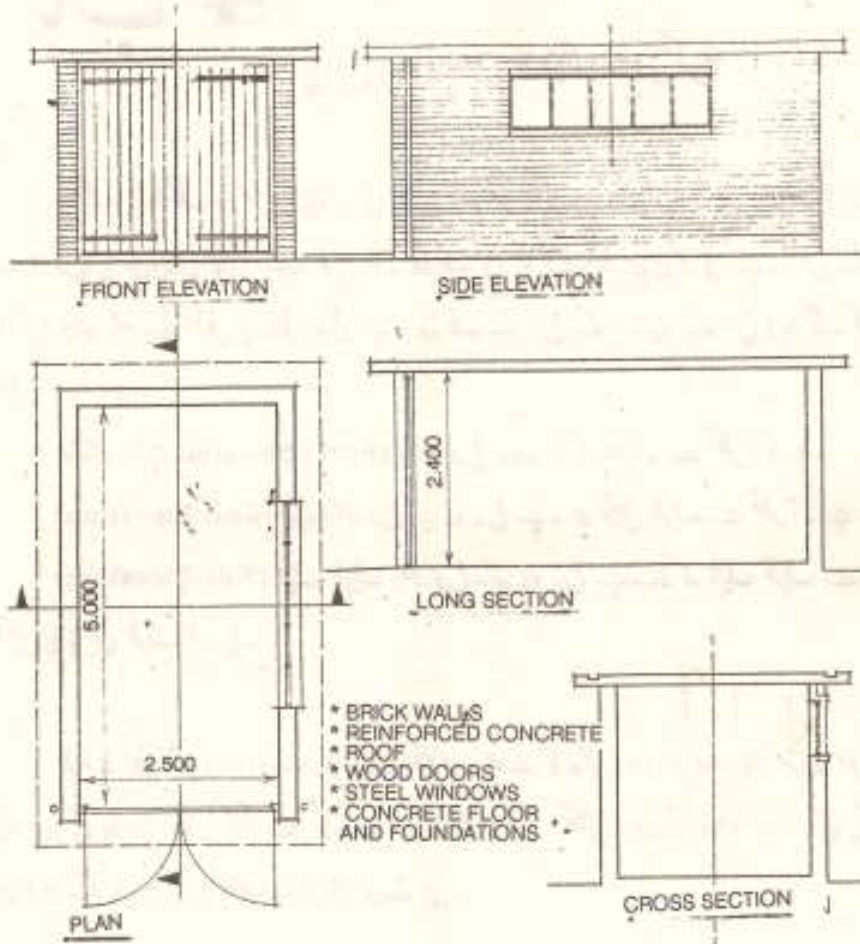 FRONT ELEVATION
SIDE ELEVATION
5.000
2.500
PLAN
2.400
LONG SECTION
* BRICK WALLS
* REINFORCED CONCRETE
* ROOF
* WOOD DOORS
* STEEL WINDOWS
* CONCRETE FLOOR
AND FOUNDATIONS
CROSS SECTION